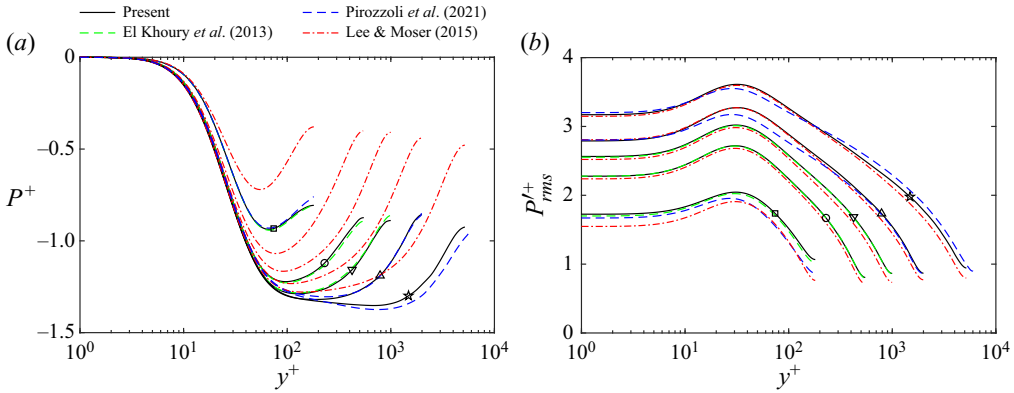 Present
Pirozzoli et al. (2021)
El Khoury et al. (2013)
Lee & Moser (2015)
(a)
(b)
0
–0.5
–1.0
–1.5
P+
10^0
10^1
10^2
10^3
10^4
y+
4
3
2
1
0
P′+rms
10^0
10^1
10^2
10^3
10^4
y+